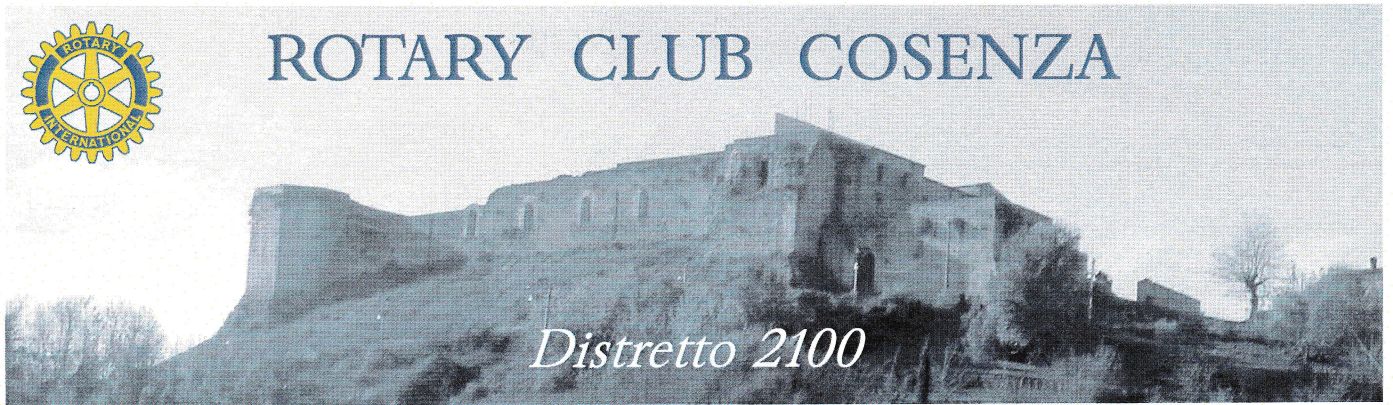 ROTARY
INTERNATIONAL
ROTARY CLUB COSENZA
Distretto 2100